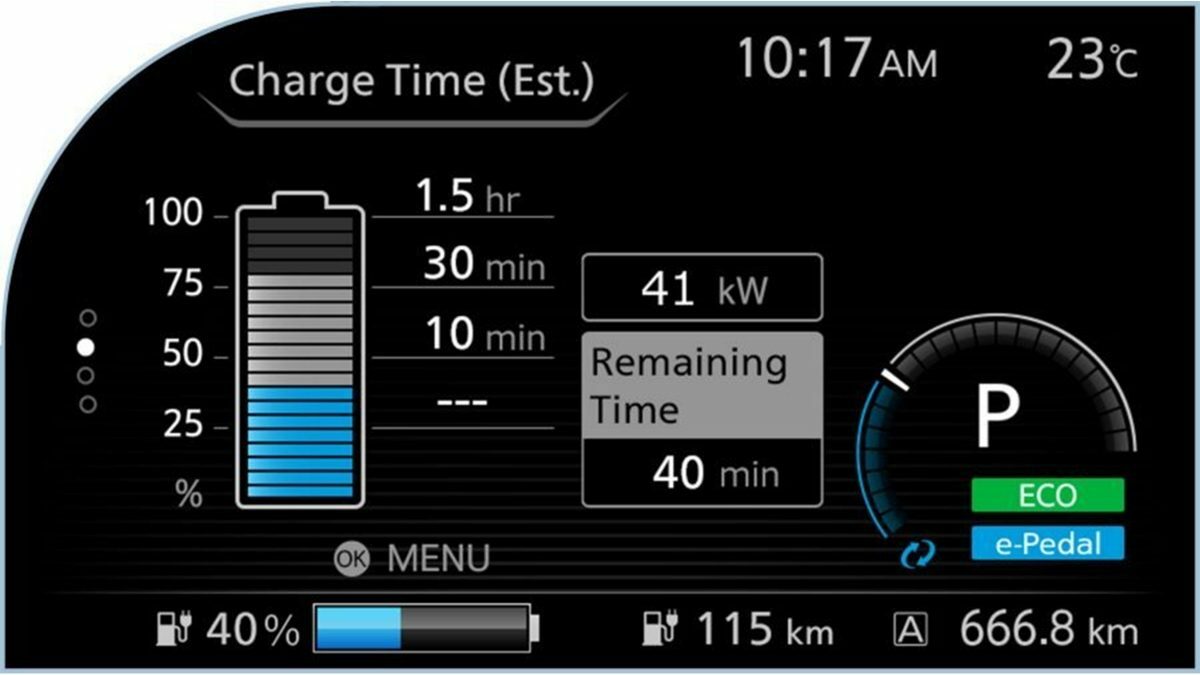 Charge Time (Est.)
10:17 AM
23°C
100
1.5 hr
75
30 min
50
10 min
25
---
%
41 kW
Remaining
Time
40 min
P
ECO
e-Pedal
OK MENU
40%
115 km
A 666.8 km